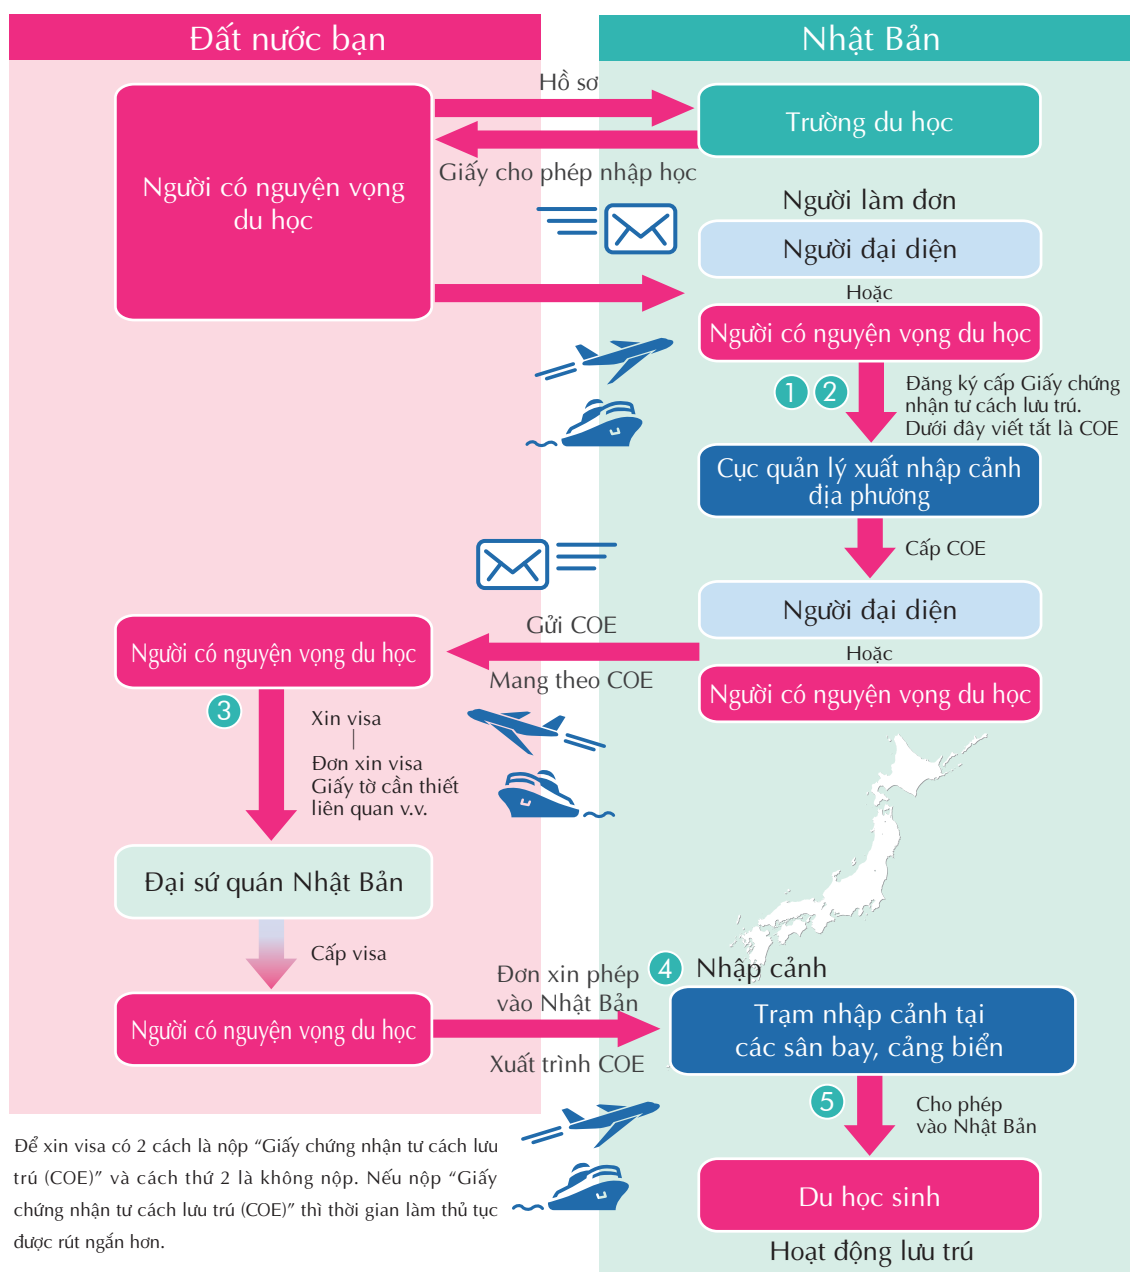 Đất nước bạn
Nhật Bản
Hồ sơ
Người có nguyện vọng
du học
Trường du học
Giấy cho phép nhập học
Người làm đơn
Người đại diện
Hoặc
Người có nguyện vọng du học
1 2
Đăng ký cấp Giấy chứng
nhận tư cách lưu trú.
Dưới đây viết tắt là COE
Cục quản lý xuất nhập cảnh
địa phương
Cấp COE
Người đại diện
Hoặc
Người có nguyện vọng du học
Gửi COE
Mang theo COE
Người có nguyện vọng du học
3
Xin visa
Đơn xin visa
Giấy tờ cần thiết
liên quan v.v.
Đại sứ quán Nhật Bản
Cấp visa
Người có nguyện vọng du học
Đơn xin phép
vào Nhật Bản
Xuất trình COE
4 Nhập cảnh
Trạm nhập cảnh tại
các sân bay, cảng biển
5
Cho phép
vào Nhật Bản
Du học sinh
Hoạt động lưu trú
Để xin visa có 2 cách là nộp “Giấy chứng nhận tư cách lưu
trú (COE)” và cách thứ 2 là không nộp. Nếu nộp “Giấy
chứng nhận tư cách lưu trú (COE)” thì thời gian làm thủ tục
được rút ngắn hơn.